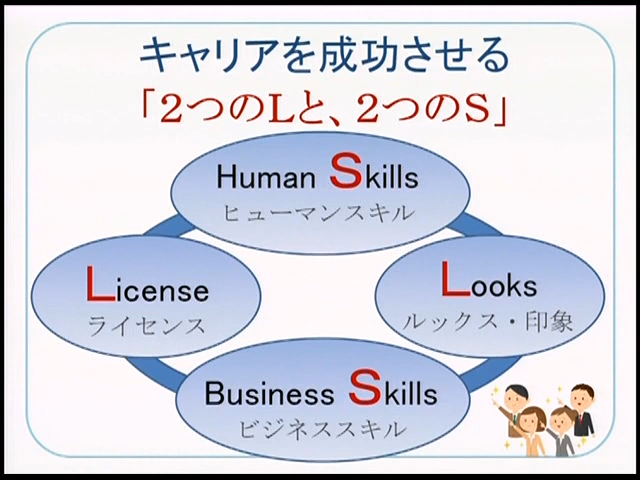 キャリアを成功させる
「2つのLと、2つのS」
Human Skills
ヒューマンスキル
License
ライセンス
Looks
ルックス・印象
Business Skills
ビジネススキル